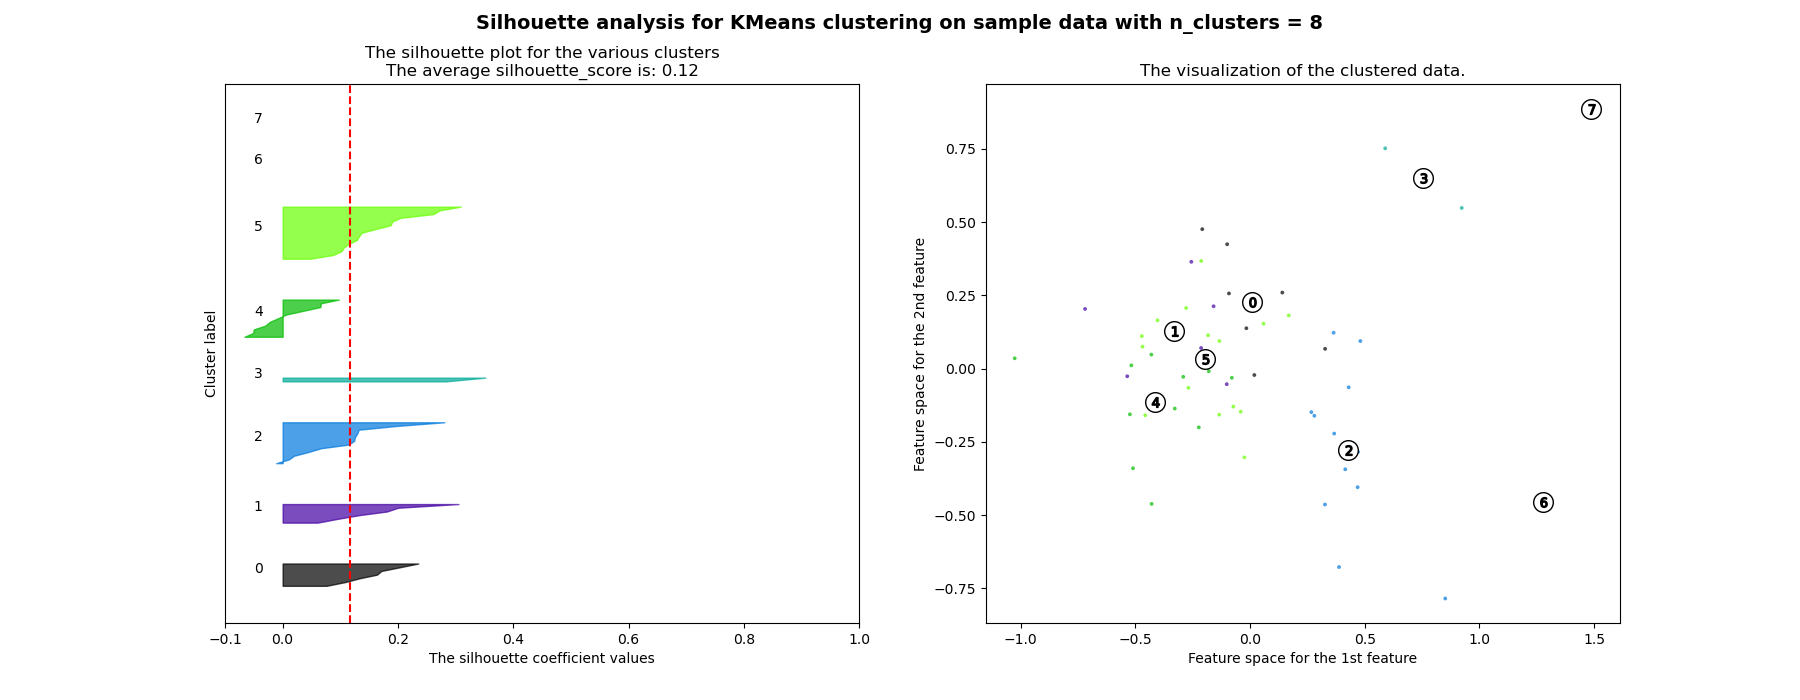 Silhouette analysis for KMeans clustering on sample data with n_clusters = 8
The silhouette plot for the various clusters
The average silhouette_score is: 0.12
7
6
5
4
3
2
1
0
Cluster label
−0.1 0.0 0.2 0.4 0.6 0.8 1.0
The silhouette coefficient values
The visualization of the clustered data.
0.75
0.50
0.25
0.00
−0.25
−0.50
−0.75
Feature space for the 2nd feature
7
3
0
1
5
4
2
6
−1.0 −0.5 0.0 0.5 1.0 1.5
Feature space for the 1st feature